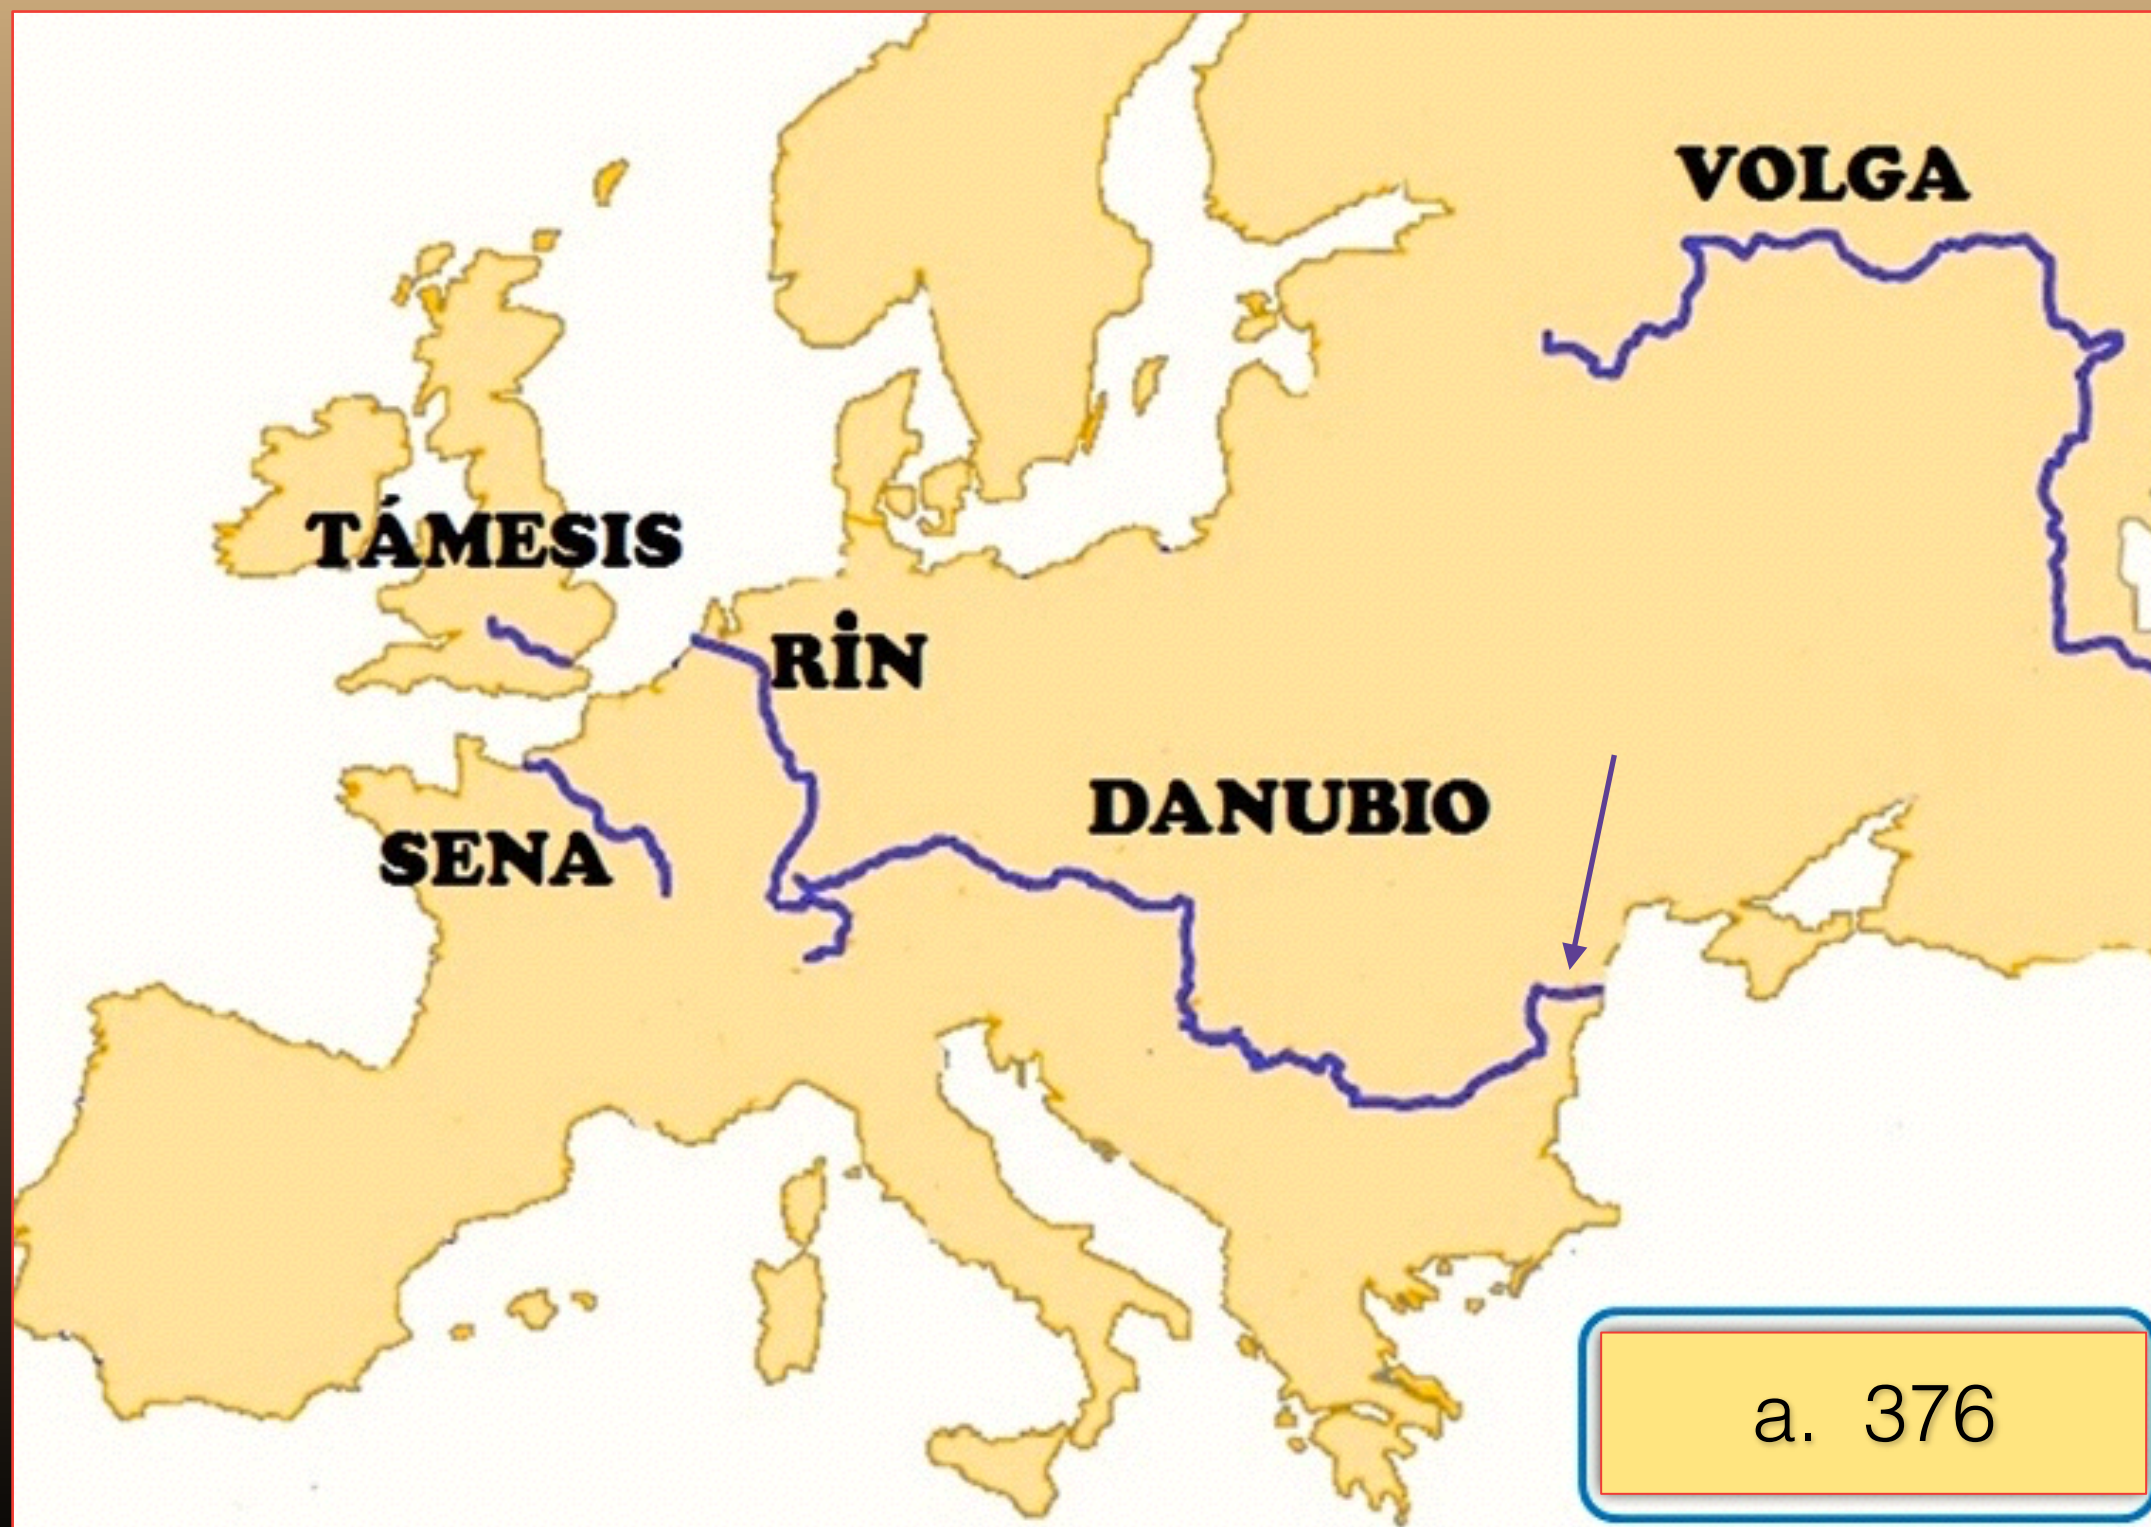 VOLGA
TÁMESIS
RİN
DANUBIO
SENA
a. 376